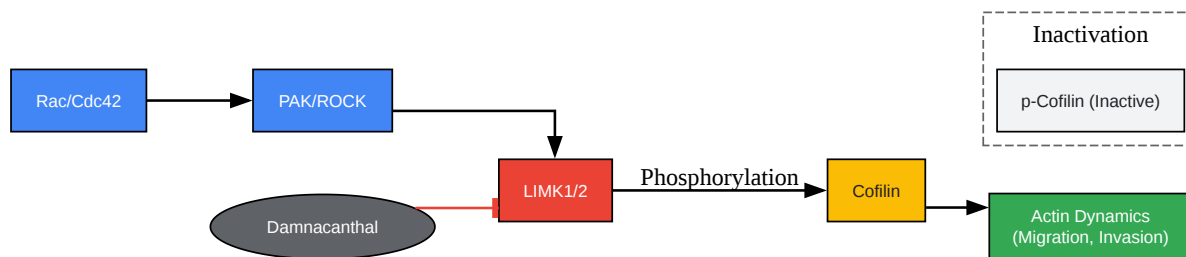 Inactivation
Rac/Cdc42
PAK/ROCK
p-Cofilin (Inactive)
LIMK1/2
Phosphorylation
Cofilin
Damnacanthal
Actin Dynamics
(Migration, Invasion)